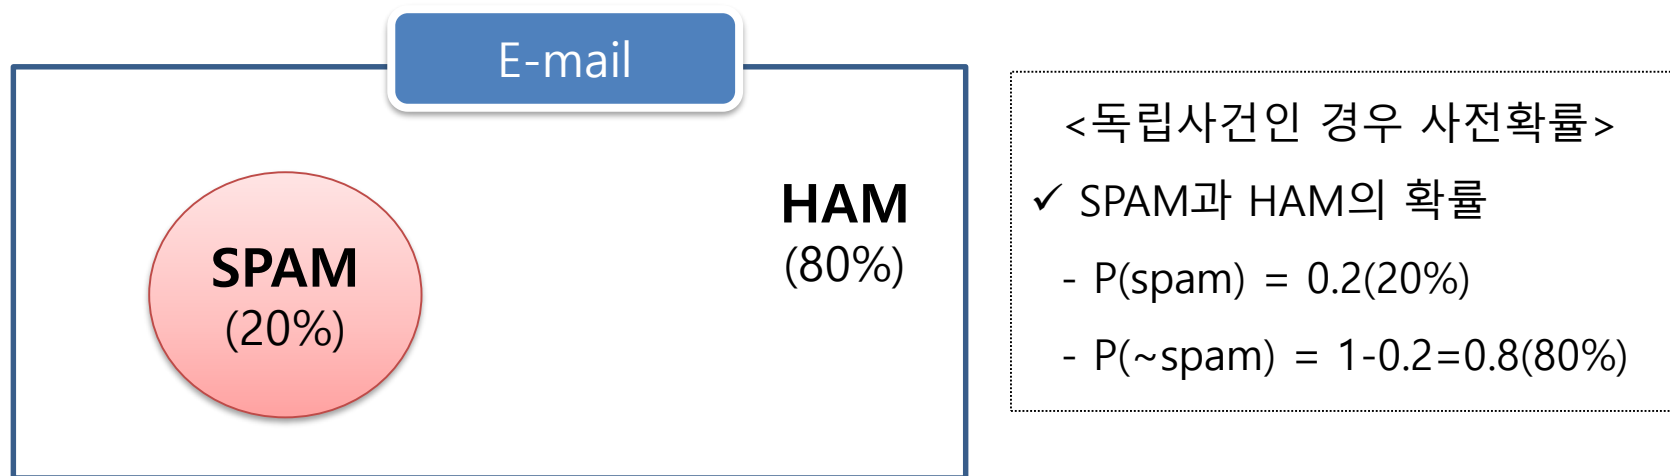 E-mail
SPAM
(20%)
HAM
(80%)
<독립사건인 경우 사전확률>
✓ SPAM과 HAM의 확률
- P(spam) = 0.2(20%)
- P(~spam) = 1-0.2=0.8(80%)